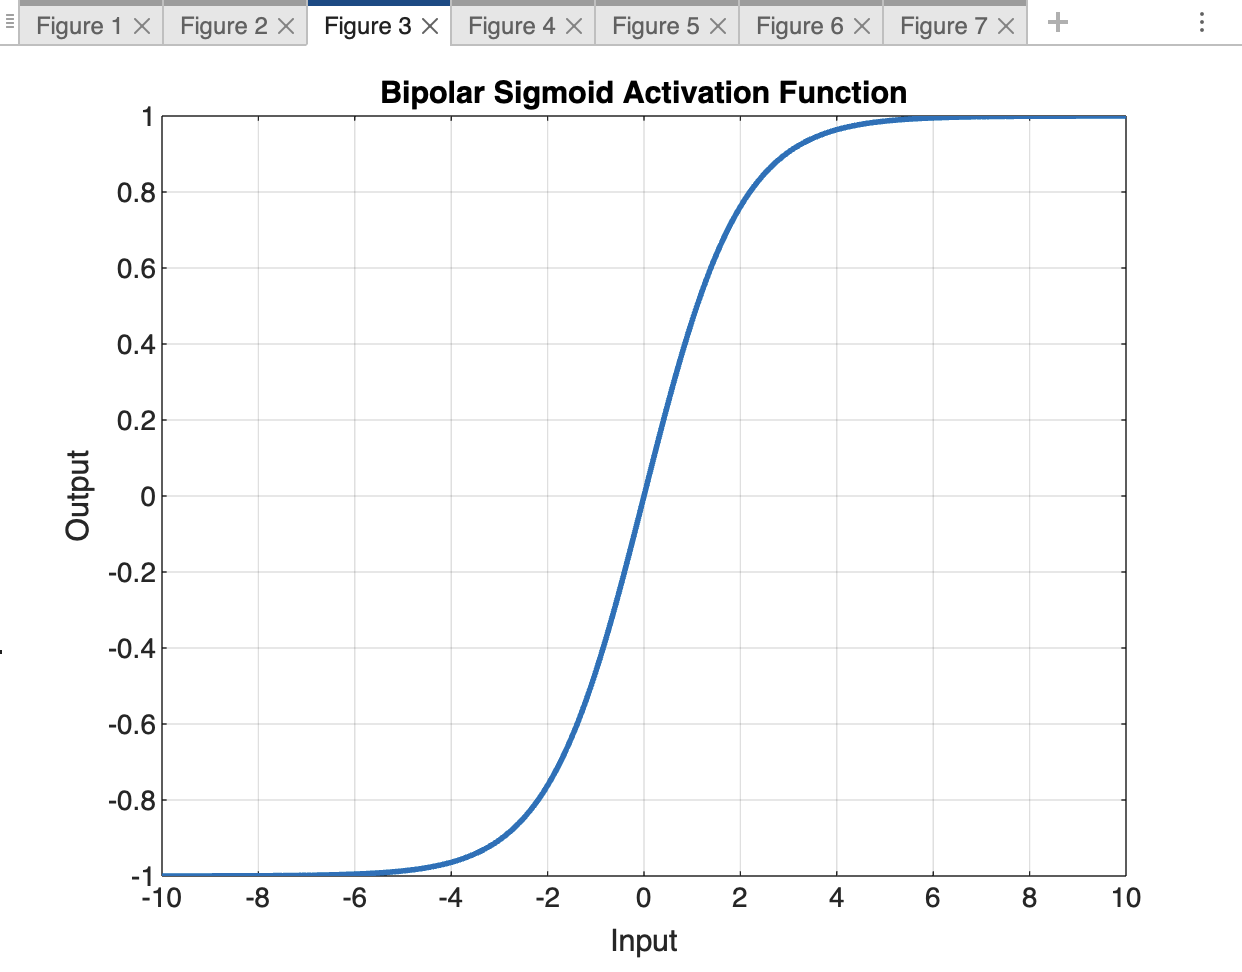 Figure 1 Figure 2 Figure 3 Figure 4 Figure 5 Figure 6 Figure 7
Bipolar Sigmoid Activation Function
1
0.8
0.6
0.4
0.2
0
-0.2
-0.4
-0.6
-0.8
-1
Output
-10 -8 -6 -4 -2 0 2 4 6 8 10
Input